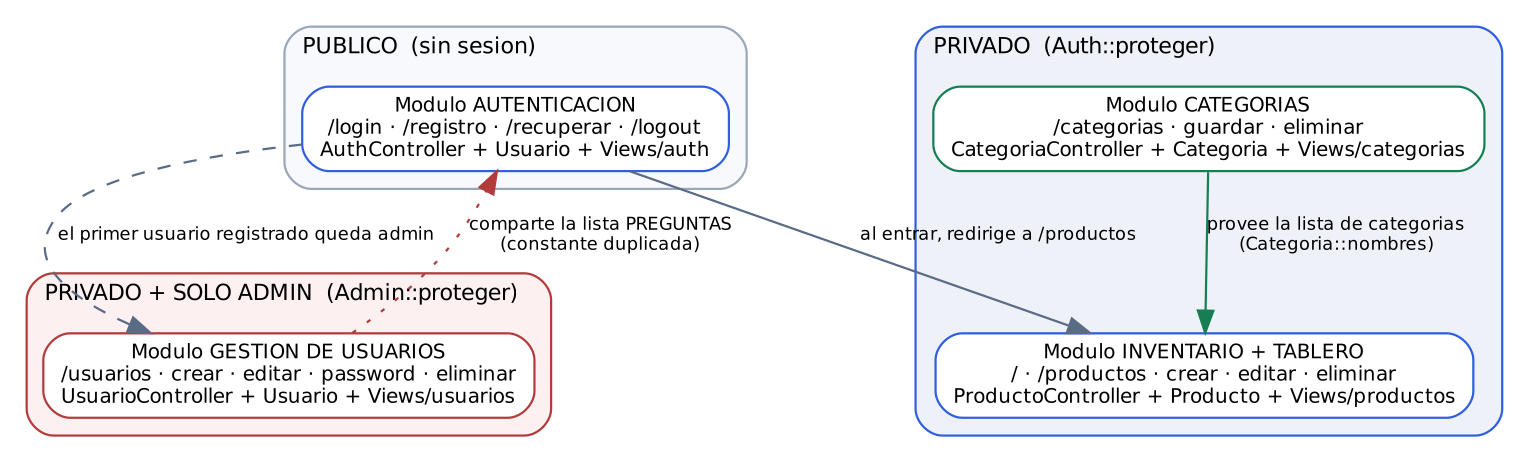 PUBLICO  (sin sesion)
Modulo AUTENTICACION
/login · /registro · /recuperar · /logout
AuthController + Usuario + Views/auth
PRIVADO  (Auth::proteger)
Modulo CATEGORIAS
/categorias · guardar · eliminar
CategoriaController + Categoria + Views/categorias
el primer usuario registrado queda admin
comparte la lista PREGUNTAS
(constante duplicada)
al entrar, redirige a /productos
provee la lista de categorias
(Categoria::nombres)
PRIVADO + SOLO ADMIN  (Admin::proteger)
Modulo GESTION DE USUARIOS
/usuarios · crear · editar · password · eliminar
UsuarioController + Usuario + Views/usuarios
Modulo INVENTARIO + TABLERO
/ · /productos · crear · editar · eliminar
ProductoController + Producto + Views/productos